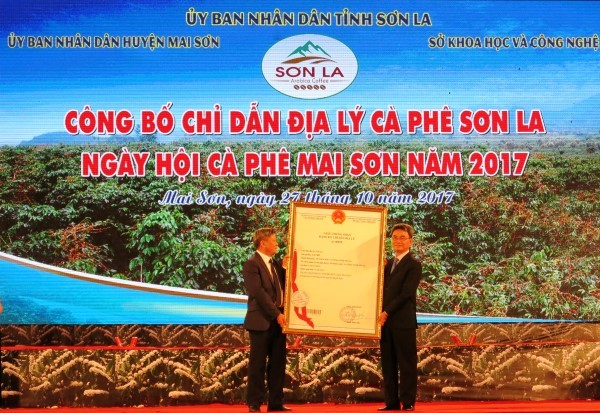 ỦY BAN NHÂN DÂN TỈNH SƠN LA
ỦY BAN NHÂN DÂN HUYỆN MAI SƠN
SỞ KHOA HỌC VÀ CÔNG NGHỆ
SƠN LA
Arabica Coffee
CÔNG BỐ CHỈ DẪN ĐỊA LÝ CÀ PHÊ SƠN LA
NGÀY HỘI CÀ PHÊ MAI SƠN NĂM 2017
Mai Sơn, ngày 27 tháng 10 năm 2017